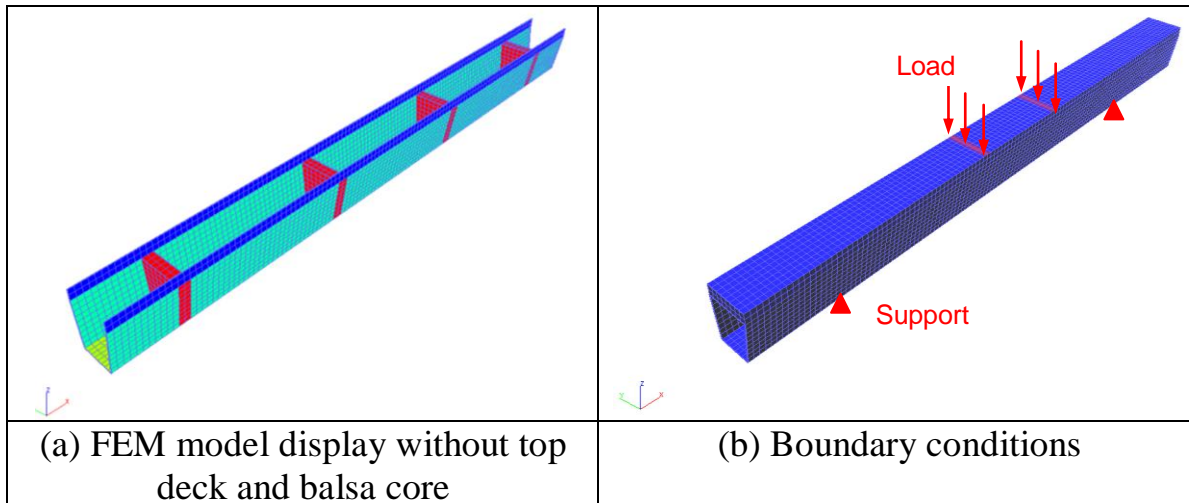 Load
Support
z
x
z
y
x
(a) FEM model display without top
deck and balsa core
(b) Boundary conditions